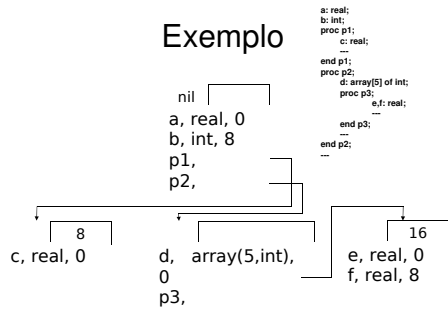 Exemplo
a: real;
b: int;
proc p1;
c: real;
---
end p1;
proc p2;
d: array[5] of int;
proc p3;
e,f: real;
---
end p3;
---
end p2;
---
nil
a, real, 0
b, int, 8
p1,
p2,
8
c, real, 0
d, array(5,int),
0
p3,
16
e, real, 0
f, real, 8